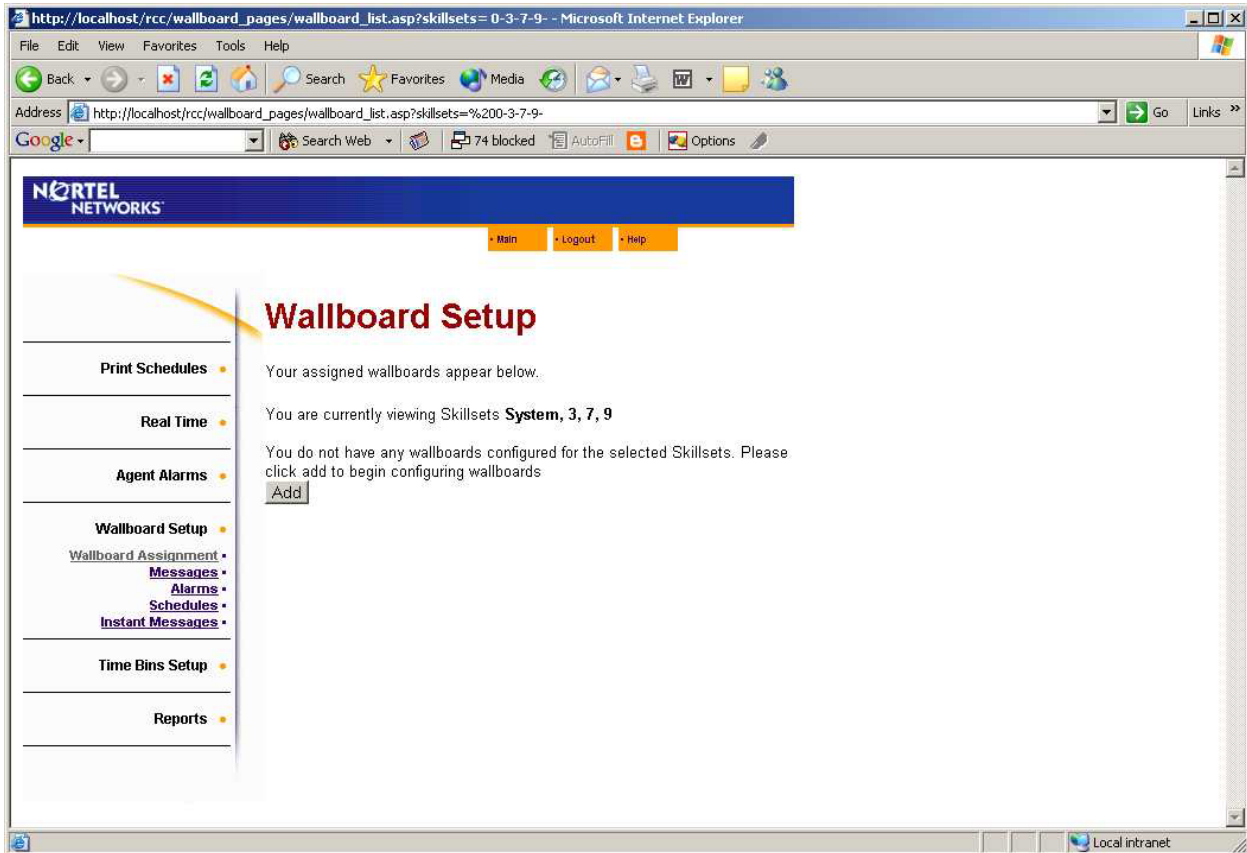 http://localhost/rcc/wallboard_pages/wallboard_list.asp?skillsets= 0-3-7-9- - Microsoft Internet Explorer
File Edit View Favorites Tools Help
Back Search Favorites Media
Address http://localhost/rcc/wallboard_pages/wallboard_list.asp?skillsets=%200-3-7-9- Go Links »
Google Search Web 74 blocked AutoFill Options
NORTEL
NETWORKS
Main Logout Help
Wallboard Setup
Your assigned wallboards appear below.
You are currently viewing Skillsets System, 3, 7, 9
You do not have any wallboards configured for the selected Skillsets. Please
click add to begin configuring wallboards
Add
Print Schedules
Real Time
Agent Alarms
Wallboard Setup
Wallboard Assignment
Messages
Alarms
Schedules
Instant Messages
Time Bins Setup
Reports
Local intranet